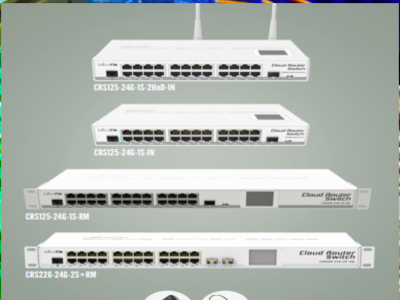 Cloud Router
Switch
CRS125-24G-1S-2HnD-IN
Cloud Router
Switch
CRS125-24G-1S-IN
Cloud Router
Switch
CRS125-24G-1S-RM
Cloud Router
Switch
CRS226-24G-2S+RM